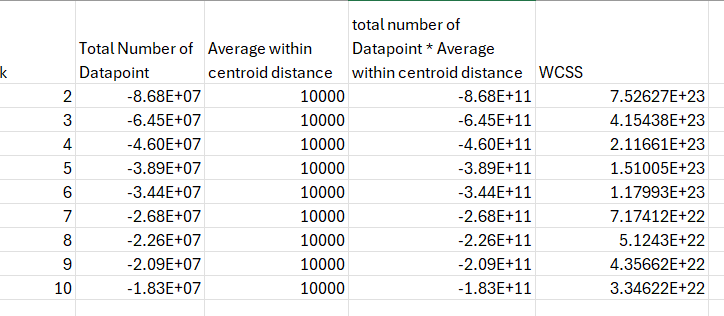 k Total Number of Datapoint Average within centroid distance total number of Datapoint * Average within centroid distance WCSS
2 -8.68E+07 10000 -8.68E+11 7.52627E+23
3 -6.45E+07 10000 -6.45E+11 4.15438E+23
4 -4.60E+07 10000 -4.60E+11 2.11661E+23
5 -3.89E+07 10000 -3.89E+11 1.51005E+23
6 -3.44E+07 10000 -3.44E+11 1.17993E+23
7 -2.68E+07 10000 -2.68E+11 7.17412E+22
8 -2.26E+07 10000 -2.26E+11 5.1243E+22
9 -2.09E+07 10000 -2.09E+11 4.35662E+22
10 -1.83E+07 10000 -1.83E+11 3.34622E+22